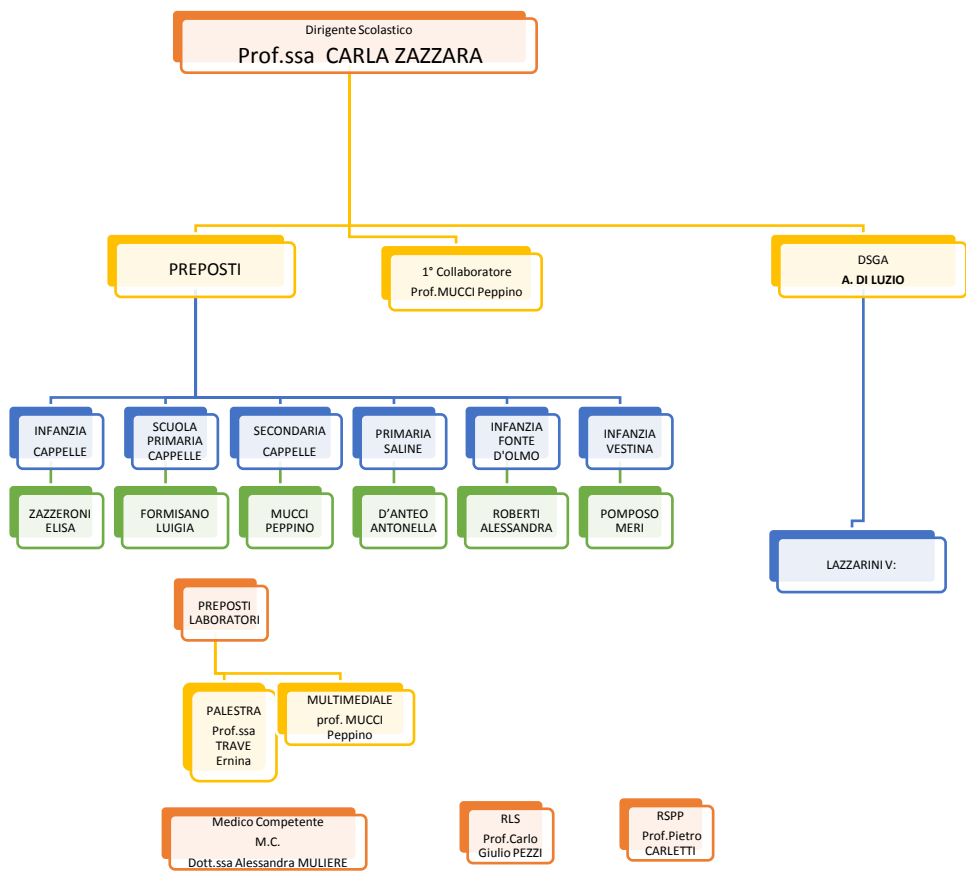 Dirigente Scolastico
Prof.ssa CARLA ZAZZARA
PREPOSTI
1° Collaboratore
Prof.MUCCI Peppino
DSGA
A. DI LUZIO
INFANZIA
CAPPELLE
SCUOLA
PRIMARIA
CAPPELLE
SECONDARIA
CAPPELLE
PRIMARIA
SALINE
INFANZIA
FONTE
D'OLMO
INFANZIA
VESTINA
ZAZZERONI
ELISA
FORMISANO
LUIGIA
MUCCI
PEPPINO
D’ANTEO
ANTONELLA
ROBERTI
ALESSANDRA
POMPOSO
MERI
LAZZARINI V:
PREPOSTI
LABORATORI
PALESTRA
Prof.ssa
TRAVE
Ernina
MULTIMEDIALE
prof. MUCCI
Peppino
Medico Competente
M.C.
Dott.ssa Alessandra MULIERE
RLS
Prof.Carlo
Giulio PEZZI
RSPP
Prof.Pietro
CARLETTI